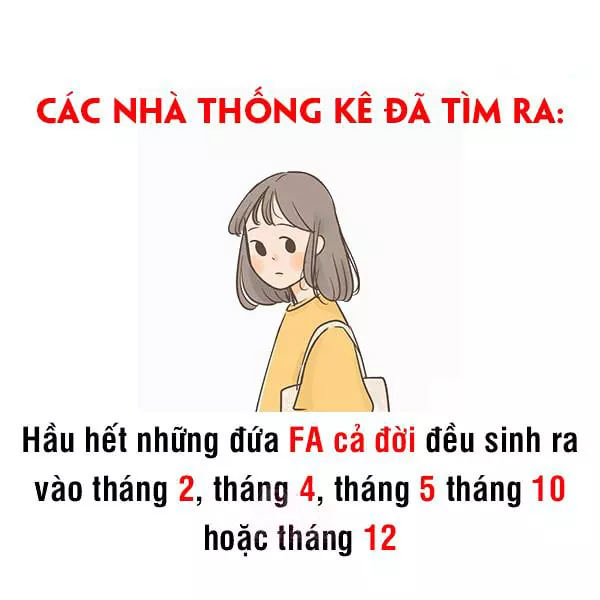 CÁC NHÀ THỐNG KÊ ĐÃ TÌM RA:
Hầu hết những đứa FA cả đời đều sinh ra
vào tháng 2, tháng 4, tháng 5 tháng 10
hoặc tháng 12